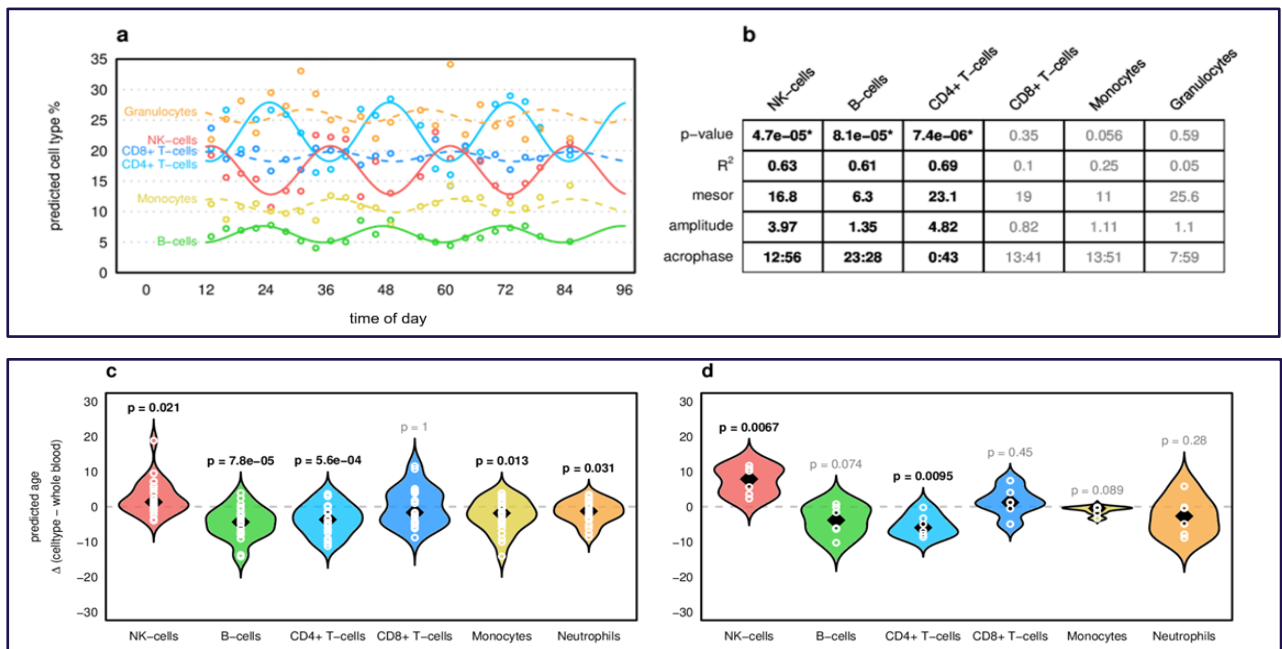 a
predicted cell type %
35
30
25
20
15
10
5
0
Granulocytes
NK-cells
CD8+ T-cells
CD4+ T-cells
Monocytes
B-cells
0 12 24 36 48 60 72 84 96
time of day
b
NK-cells B-cells CD4+ T-cells CD8+ T-cells Monocytes Granulocytes
p-value 4.7e-05* 8.1e-05* 7.4e-06* 0.35 0.056 0.59
R² 0.63 0.61 0.69 0.1 0.25 0.05
mesor 16.8 6.3 23.1 19 11 25.6
amplitude 3.97 1.35 4.82 0.82 1.11 1.1
acrophase 12:56 23:28 0:43 13:41 13:51 7:59
c
predicted age
Δ (celltype − whole blood)
30
20
10
0
−10
−20
−30
p = 0.021
p = 7.8e-05
p = 5.6e-04
p = 1
p = 0.013
p = 0.031
NK-cells B-cells CD4+ T-cells CD8+ T-cells Monocytes Neutrophils
d
30
20
10
0
−10
−20
−30
p = 0.0067
p = 0.074
p = 0.0095
p = 0.45
p = 0.089
p = 0.28
NK-cells B-cells CD4+ T-cells CD8+ T-cells Monocytes Neutrophils